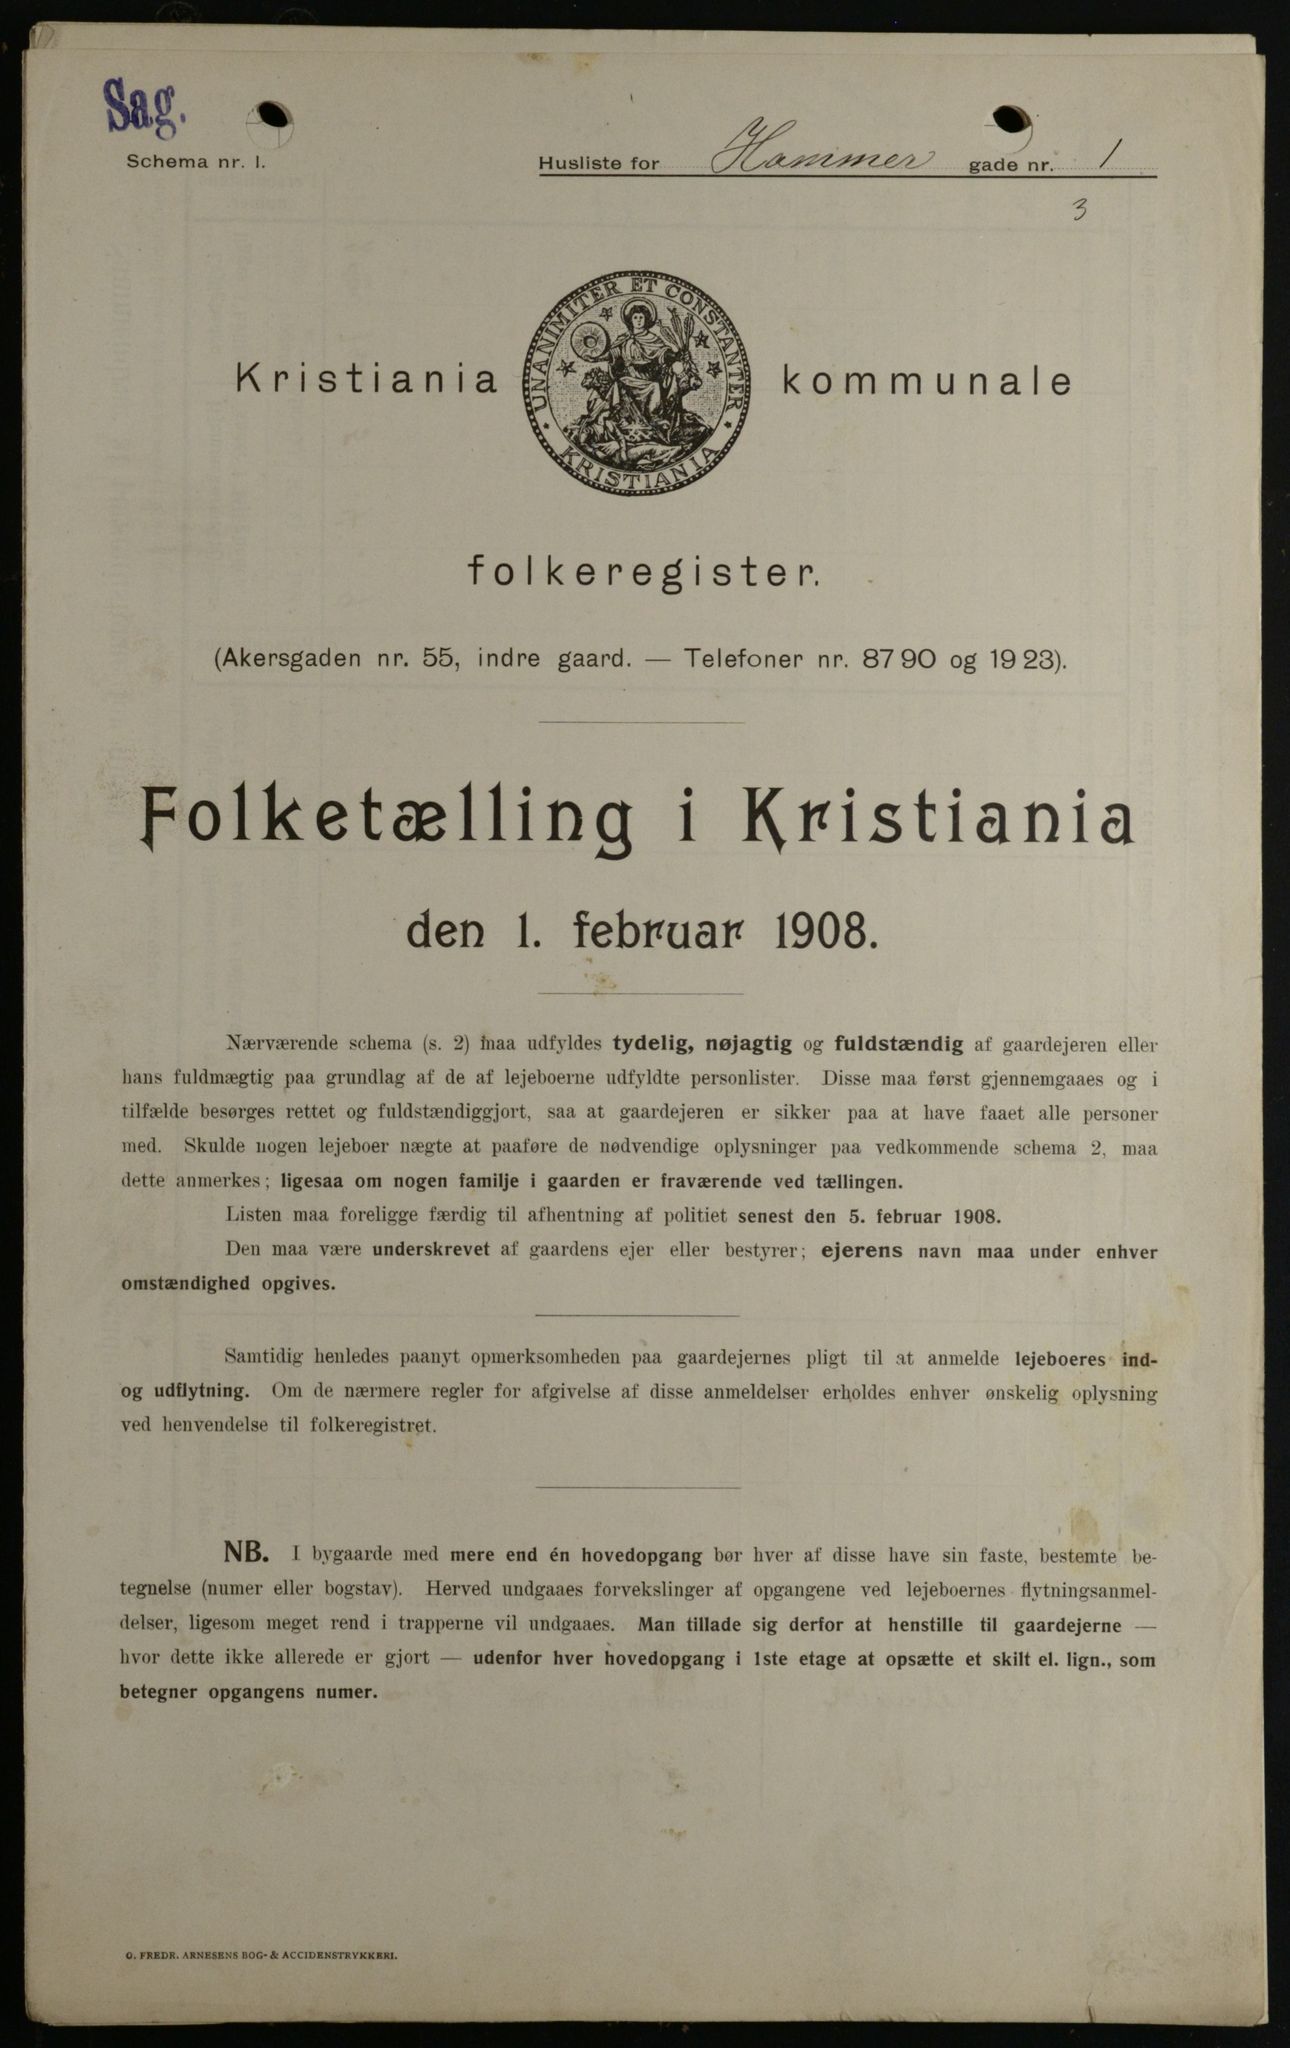 Sag.
Schema nr. 1.
Husliste for Hammer gade nr. 1
3
UNANIMITER ET CONSTANTER
KRISTIANIA
Kristiania kommunale
folkeregister.
(Akersgaden nr. 55, indre gaard. — Telefoner nr. 87 90 og 19 23).
Folketælling i Kristiania
den 1. februar 1908.
Nærværende schema (s. 2) maa udfyldes tydelig, nøjagtig og fuldstændig af gaardejeren eller
hans fuldmægtig paa grundlag af de af lejeboerne udfyldte personlister. Disse maa først gjennemgaaes og i
tilfælde besørges rettet og fuldstændiggjort, saa at gaardejeren er sikker paa at have faaet alle personer
med. Skulde nogen lejeboer nægte at paaføre de nødvendige oplysninger paa vedkommende schema 2, maa
dette anmerkes; ligesaa om nogen familje i gaarden er fraværende ved tællingen.
Listen maa foreligge færdig til afhentning af politiet senest den 5. februar 1908.
Den maa være underskrevet af gaardens ejer eller bestyrer; ejerens navn maa under enhver
omstændighed opgives.
Samtidig henledes paanyt opmerksomheden paa gaardejernes pligt til at anmelde lejeboeres ind-
og udflytning. Om de nærmere regler for afgivelse af disse anmeldelser erholdes enhver ønskelig oplysning
ved henvendelse til folkeregistret.
NB. I bygaarde med mere end én hovedopgang bør hver af disse have sin faste, bestemte be-
tegnelse (numer eller bogstav). Herved undgaaes forvekslinger af opgangene ved lejeboernes flytningsanmel-
delser, ligesom meget rend i trapperne vil undgaaes. Man tillade sig derfor at henstille til gaardejerne —
hvor dette ikke allerede er gjort — udenfor hver hovedopgang i 1ste etage at opsætte et skilt el. lign., som
betegner opgangens numer.
O. FREDR. ARNESENS BOG- & ACCIDENSTRYKKERI.